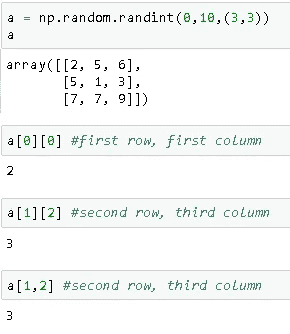 a = np.random.randint(0,10,(3,3))
a
array([[2, 5, 6],
       [5, 1, 3],
       [7, 7, 9]])
a[0][0] #first row, first column
2
a[1][2] #second row, third column
3
a[1,2] #second row, third column
3